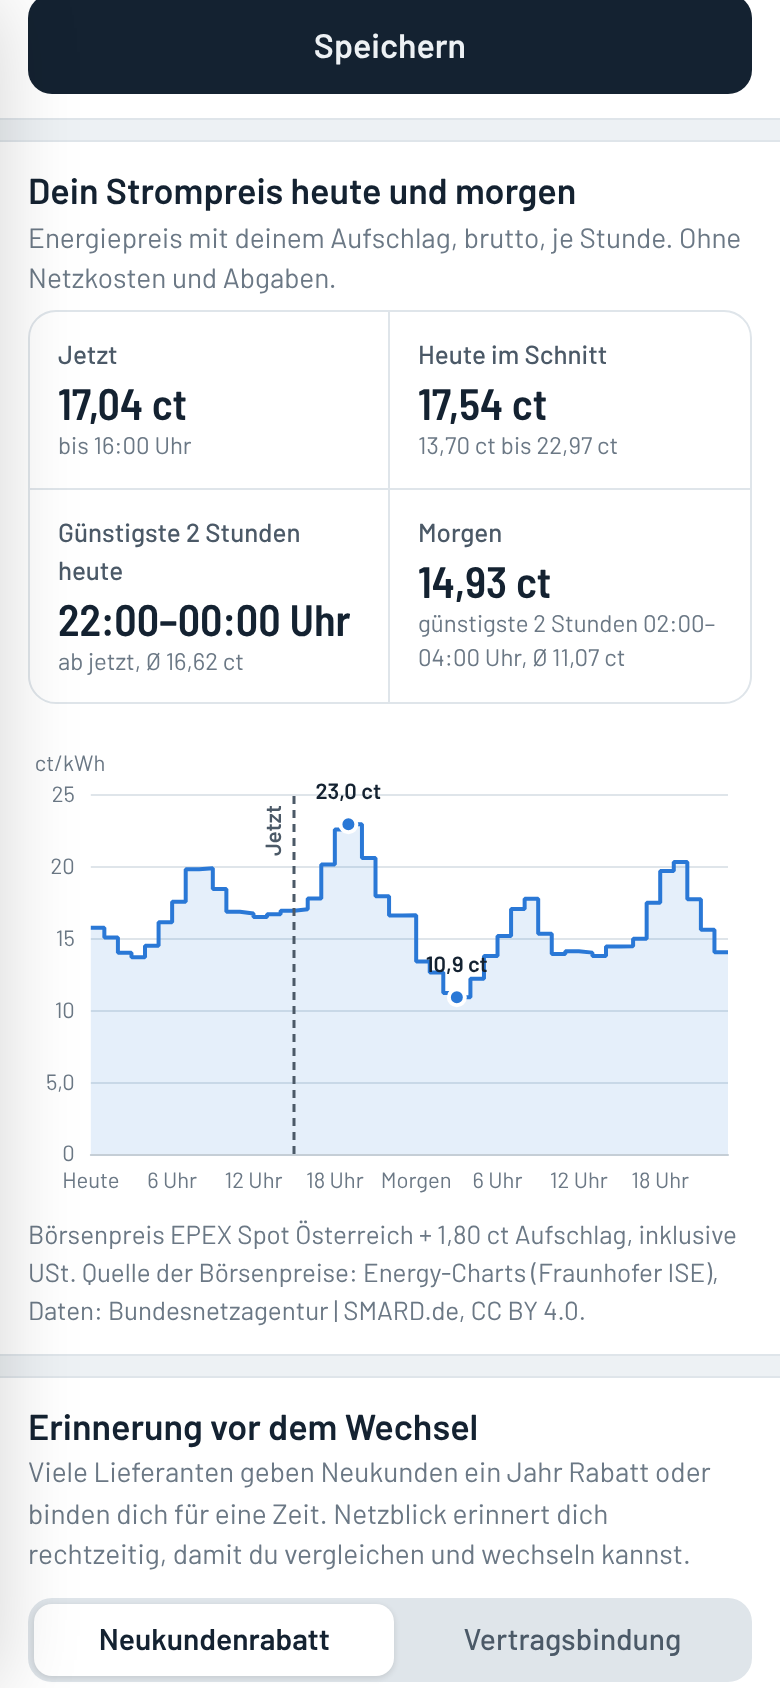 Speichern
Dein Strompreis heute und morgen
Energiepreis mit deinem Aufschlag, brutto, je Stunde. Ohne
Netzkosten und Abgaben.
Jetzt
17,04 ct
bis 16:00 Uhr
Heute im Schnitt
17,54 ct
13,70 ct bis 22,97 ct
Günstigste 2 Stunden
heute
22:00–00:00 Uhr
ab jetzt, Ø 16,62 ct
Morgen
14,93 ct
günstigste 2 Stunden 02:00–
04:00 Uhr, Ø 11,07 ct
ct/kWh
25
20
15
10
5,0
0
Jetzt
23,0 ct
10,9 ct
Heute 6 Uhr 12 Uhr 18 Uhr Morgen 6 Uhr 12 Uhr 18 Uhr
Börsenpreis EPEX Spot Österreich + 1,80 ct Aufschlag, inklusive
USt. Quelle der Börsenpreise: Energy-Charts (Fraunhofer ISE),
Daten: Bundesnetzagentur | SMARD.de, CC BY 4.0.
Erinnerung vor dem Wechsel
Viele Lieferanten geben Neukunden ein Jahr Rabatt oder
binden dich für eine Zeit. Netzblick erinnert dich
rechtzeitig, damit du vergleichen und wechseln kannst.
Neukundenrabatt
Vertragsbindung